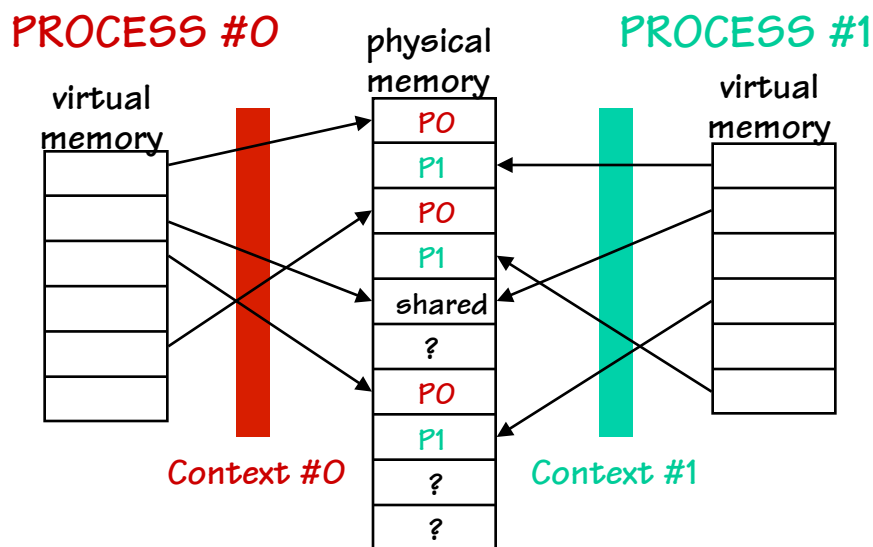 PROCESS #0
physical
memory
PROCESS #1
virtual
memory
virtual
memory
P0
P1
P0
P1
shared
?
P0
P1
?
?
Context #0
Context #1